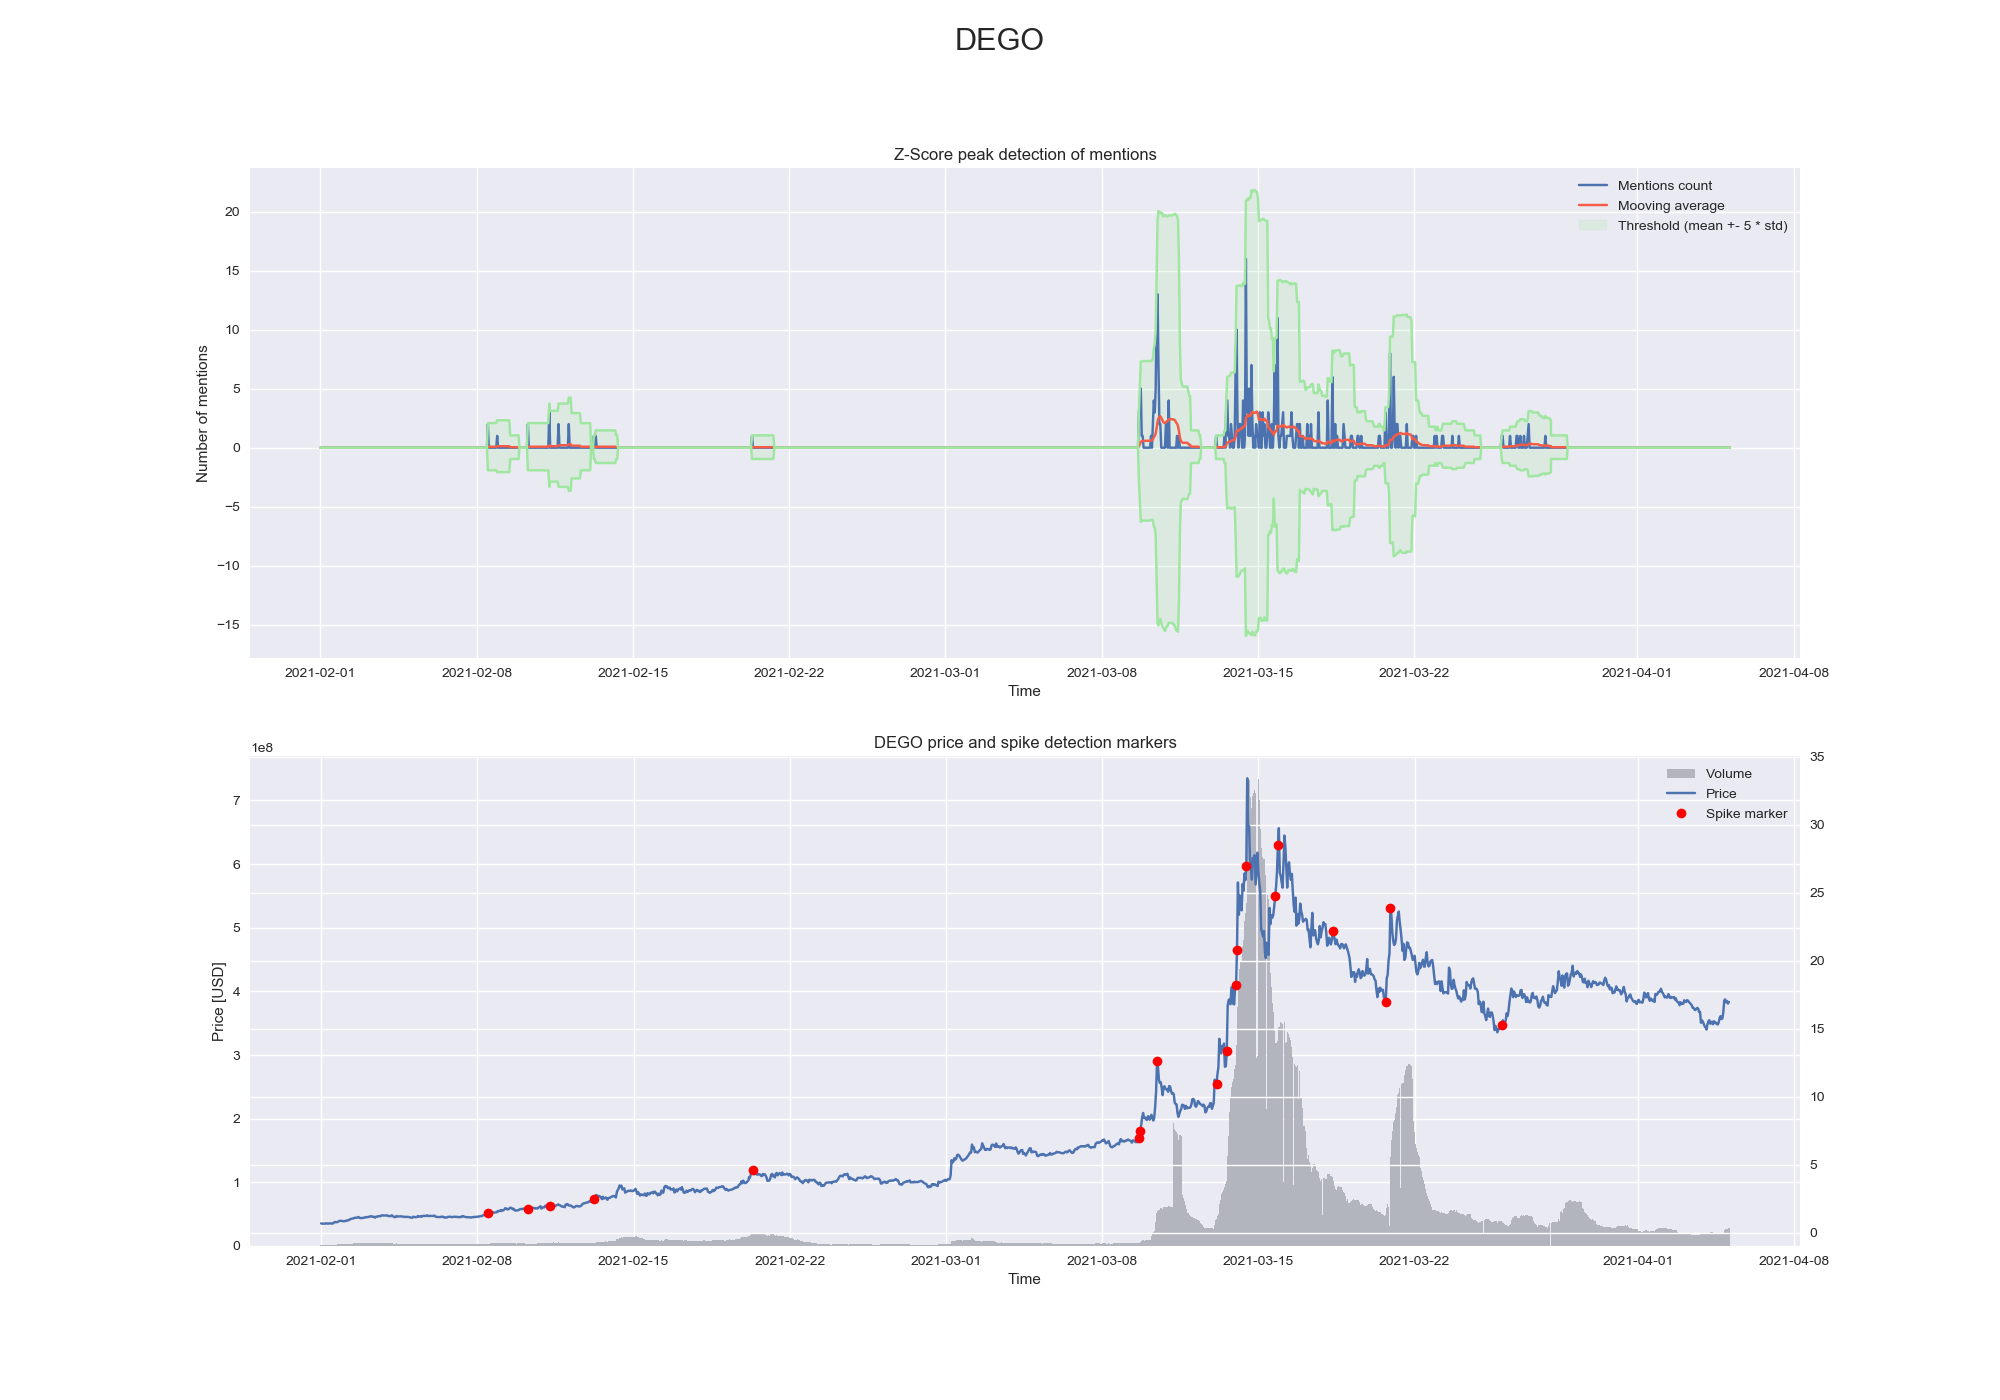 DEGO
Z-Score peak detection of mentions
Mentions count
Mooving average
Threshold (mean +- 5 * std)
Number of mentions
20
15
10
5
0
−5
−10
−15
2021-02-01 2021-02-08 2021-02-15 2021-02-22 2021-03-01 2021-03-08 2021-03-15 2021-03-22 2021-04-01 2021-04-08
Time
DEGO price and spike detection markers
1e8
Volume
Price
Spike marker
Price [USD]
7
6
5
4
3
2
1
0
35
30
25
20
15
10
5
0
2021-02-01 2021-02-08 2021-02-15 2021-02-22 2021-03-01 2021-03-08 2021-03-15 2021-03-22 2021-04-01 2021-04-08
Time